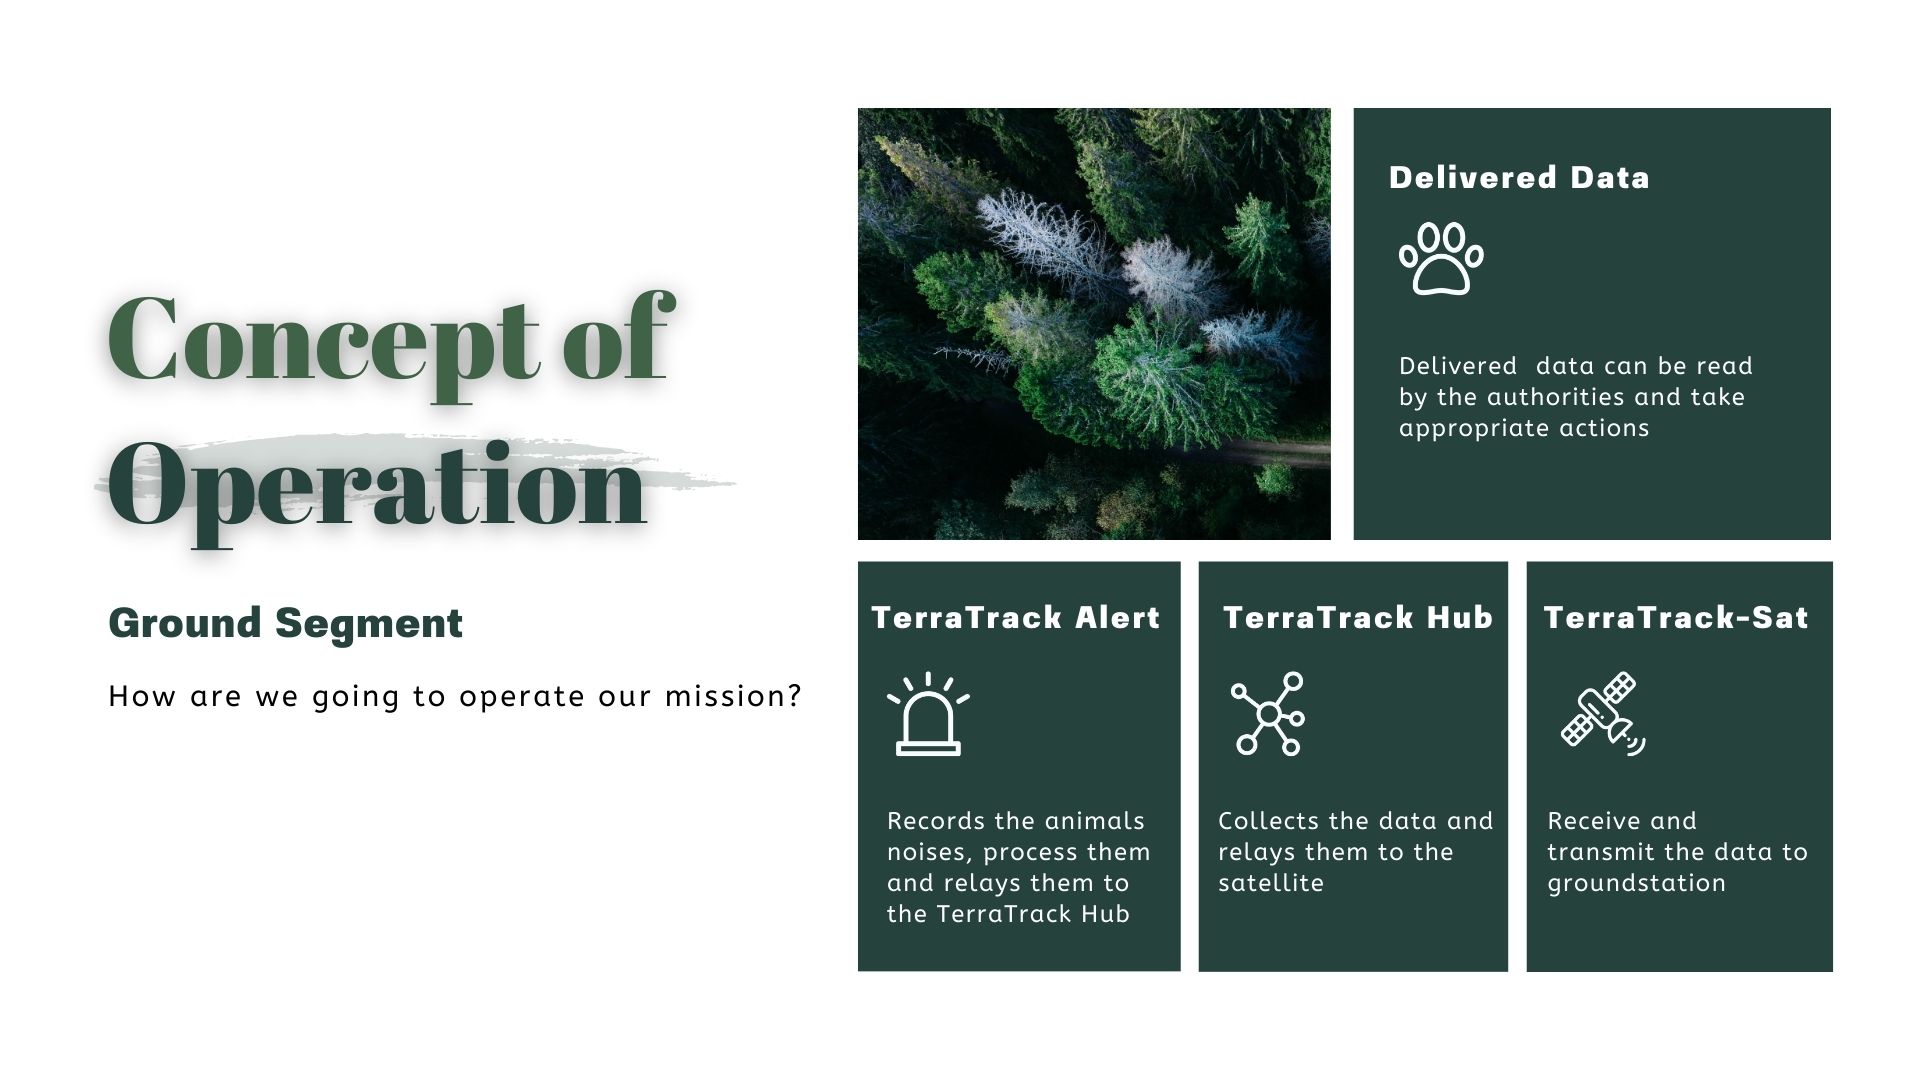 Concept of
Operation
Ground Segment
How are we going to operate our mission?
Delivered Data
Delivered  data can be read
by the authorities and take
appropriate actions
TerraTrack Alert
Records the animals
noises, process them
and relays them to
the TerraTrack Hub
TerraTrack Hub
Collects the data and
relays them to the
satellite
TerraTrack-Sat
Receive and
transmit the data to
groundstation